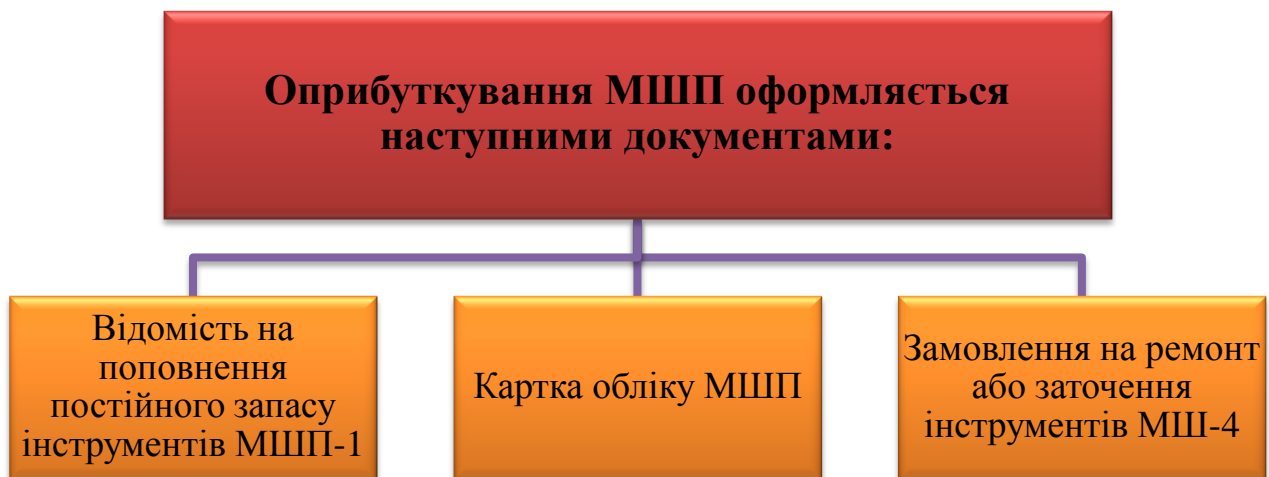 Оприбуткування МШП оформляється
наступними документами:
Відомість на
поповнення
постійного запасу
інструментів МШП-1
Картка обліку МШП
Замовлення на ремонт
або заточення
інструментів МШ-4